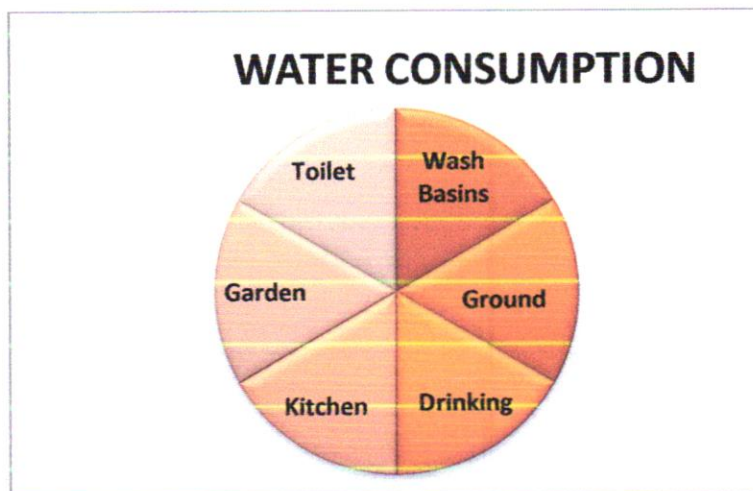 WATER CONSUMPTION
Toilet
Wash
Basins
Garden
Ground
Kitchen
Drinking